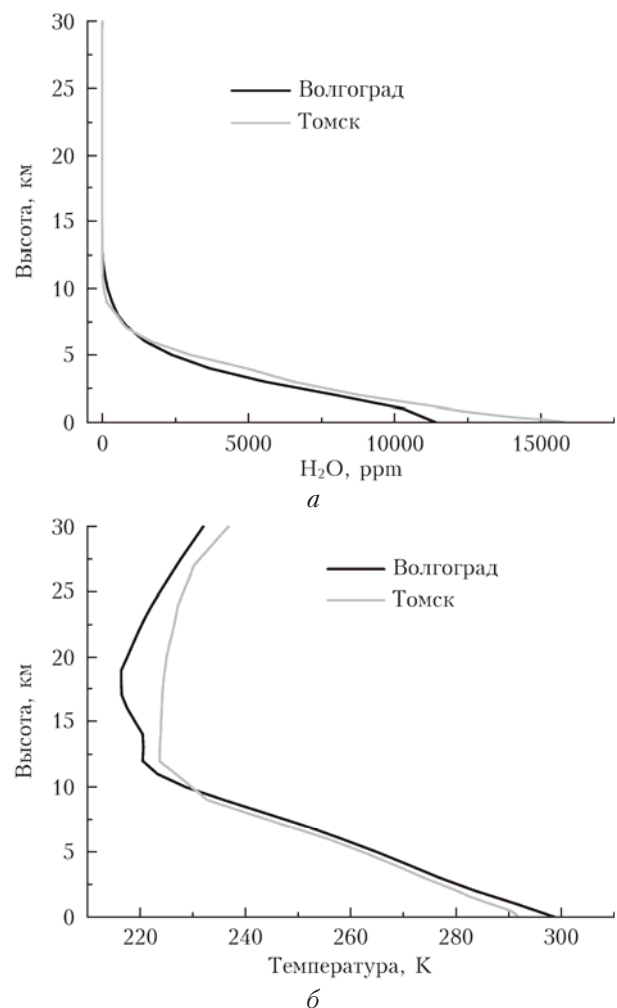 30
25
20
15
10
5
0
Высота, км
Волгоград
Томск
0 5000 10000 15000
H₂O, ppm
а
30
25
20
15
10
5
0
Высота, км
Волгоград
Томск
220 240 260 280 300
Температура, К
б